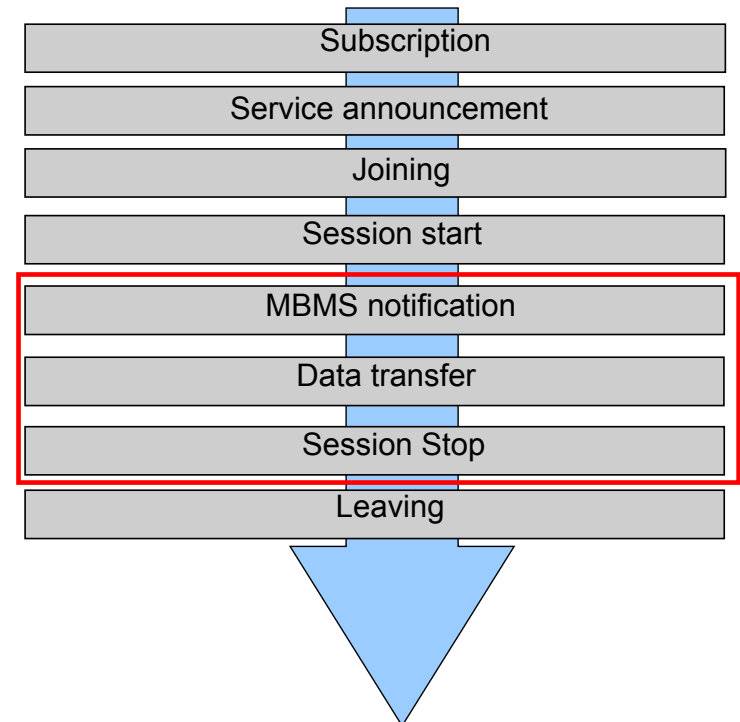 Subscription
Service announcement
Joining
Session start
MBMS notification
Data transfer
Session Stop
Leaving